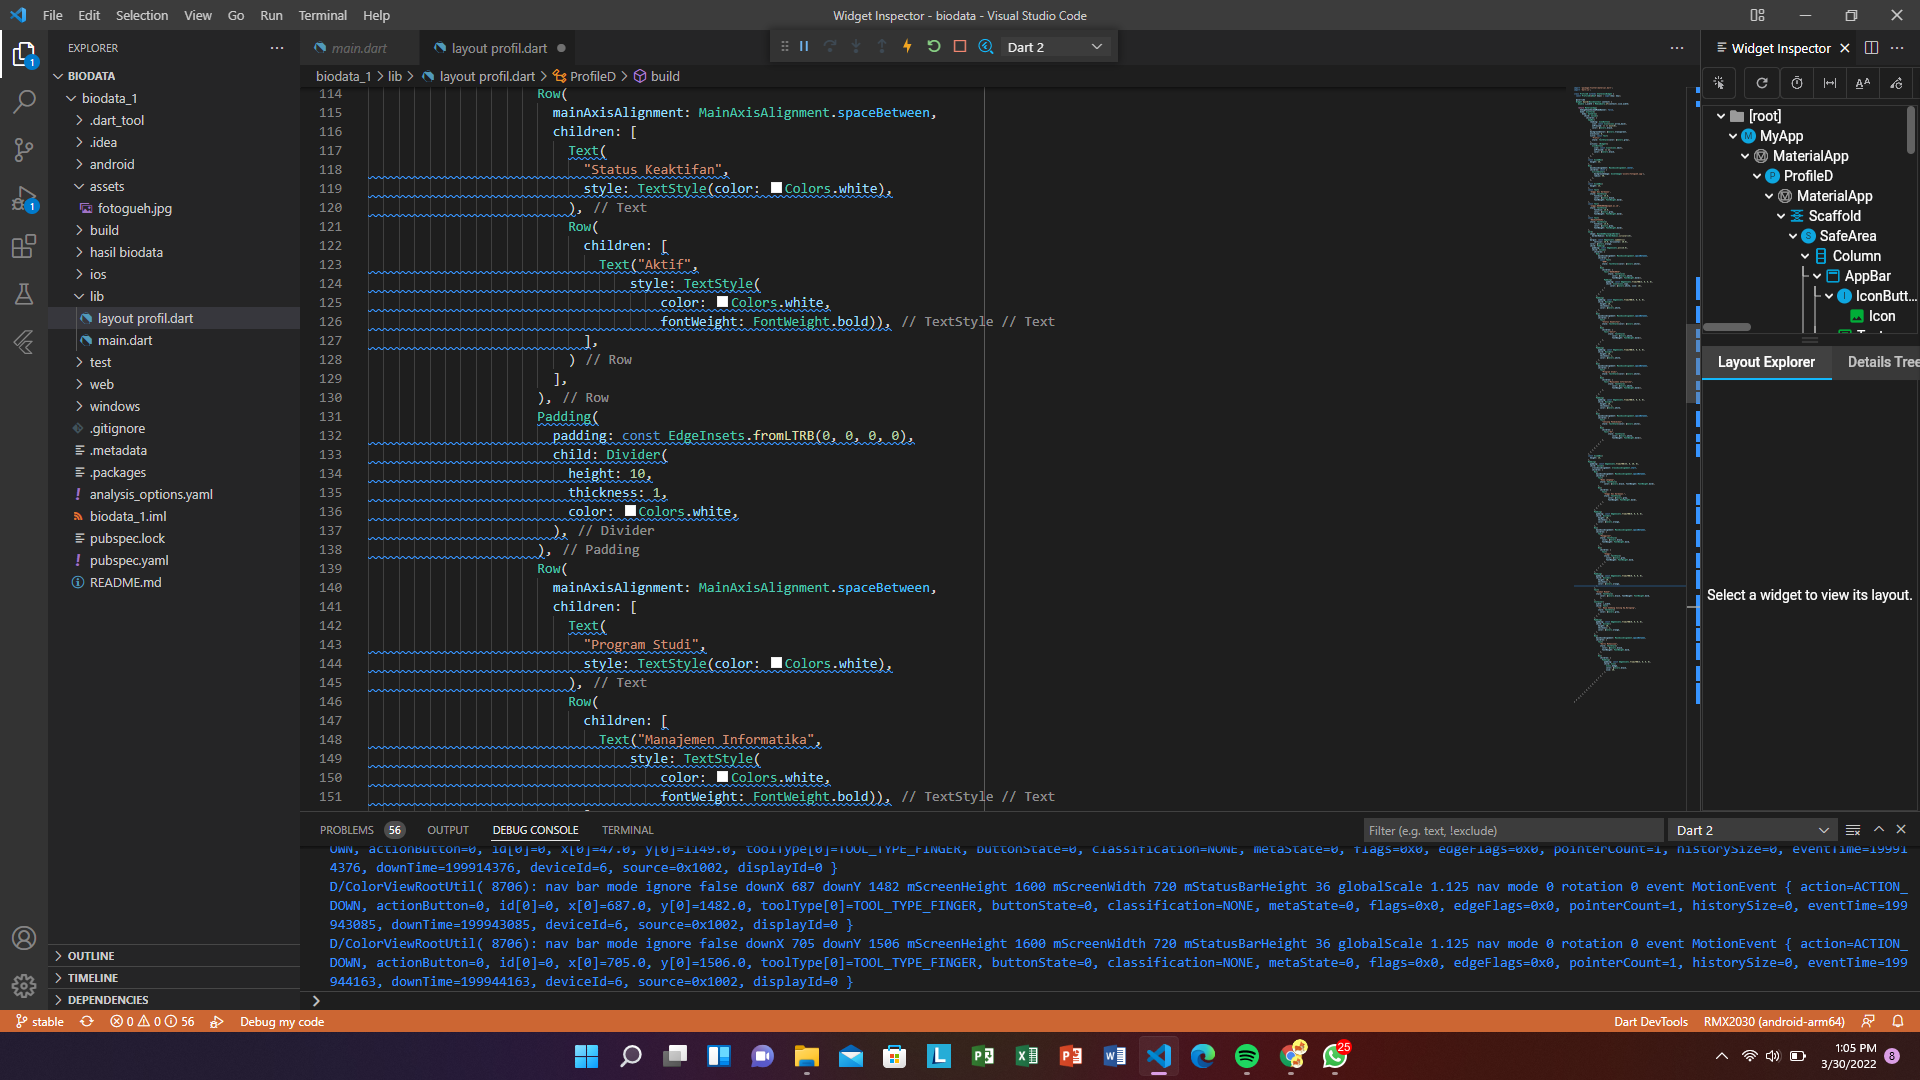 File Edit Selection View Go Run Terminal Help
Widget Inspector - biodata - Visual Studio Code
EXPLORER
BIODATA
biodata_1
.dart_tool
.idea
android
assets
fotogueh.jpg
build
hasil biodata
ios
lib
layout profil.dart
main.dart
test
web
windows
.gitignore
.metadata
.packages
analysis_options.yaml
biodata_1.iml
pubspec.lock
pubspec.yaml
README.md
OUTLINE
TIMELINE
DEPENDENCIES
main.dart
layout profil.dart
Dart 2
biodata_1 > lib > layout profil.dart > ProfileD > build
114 Row(
115 mainAxisAlignment: MainAxisAlignment.spaceBetween,
116 children: [
117 Text(
118 "Status Keaktifan",
119 style: TextStyle(color: Colors.white),
120 ), // Text
121 Row(
122 children: [
123 Text("Aktif",
124 style: TextStyle(
125 color: Colors.white,
126 fontWeight: FontWeight.bold)), // TextStyle // Text
127 ],
128 ) // Row
129 ],
130 ), // Row
131 Padding(
132 padding: const EdgeInsets.fromLTRB(0, 0, 0, 0),
133 child: Divider(
134 height: 10,
135 thickness: 1,
136 color: Colors.white,
137 ), // Divider
138 ), // Padding
139 Row(
140 mainAxisAlignment: MainAxisAlignment.spaceBetween,
141 children: [
142 Text(
143 "Program Studi",
144 style: TextStyle(color: Colors.white),
145 ), // Text
146 Row(
147 children: [
148 Text("Manajemen Informatika",
149 style: TextStyle(
150 color: Colors.white,
151 fontWeight: FontWeight.bold)), // TextStyle // Text
Widget Inspector
[root]
MyApp
MaterialApp
ProfileD
MaterialApp
Scaffold
SafeArea
Column
AppBar
IconButt...
Icon
Layout Explorer
Details Tree
Select a widget to view its layout.
PROBLEMS 56 OUTPUT DEBUG CONSOLE TERMINAL
Filter (e.g. text, !exclude)
Dart 2
OWN, actionButton=0, id[0]=0, x[0]=47.0, y[0]=1149.0, toolType[0]=TOOL_TYPE_FINGER, buttonState=0, classification=NONE, metaState=0, flags=0x0, edgeFlags=0x0, pointerCount=1, historySize=0, eventTime=19991
4376, downTime=199914376, deviceId=6, source=0x1002, displayId=0 }
D/ColorViewRootUtil( 8706): nav bar mode ignore false downX 687 downY 1482 mScreenHeight 1600 mScreenWidth 720 mStatusBarHeight 36 globalScale 1.125 nav mode 0 rotation 0 event MotionEvent { action=ACTION_
DOWN, actionButton=0, id[0]=0, x[0]=687.0, y[0]=1482.0, toolType[0]=TOOL_TYPE_FINGER, buttonState=0, classification=NONE, metaState=0, flags=0x0, edgeFlags=0x0, pointerCount=1, historySize=0, eventTime=199
943085, downTime=199943085, deviceId=6, source=0x1002, displayId=0 }
D/ColorViewRootUtil( 8706): nav bar mode ignore false downX 705 downY 1506 mScreenHeight 1600 mScreenWidth 720 mStatusBarHeight 36 globalScale 1.125 nav mode 0 rotation 0 event MotionEvent { action=ACTION_
DOWN, actionButton=0, id[0]=0, x[0]=705.0, y[0]=1506.0, toolType[0]=TOOL_TYPE_FINGER, buttonState=0, classification=NONE, metaState=0, flags=0x0, edgeFlags=0x0, pointerCount=1, historySize=0, eventTime=199
944163, downTime=199944163, deviceId=6, source=0x1002, displayId=0 }
stable 0 0 56 Debug my code
Dart DevTools RMX2030 (android-arm64)
25
1:05 PM
3/30/2022
8